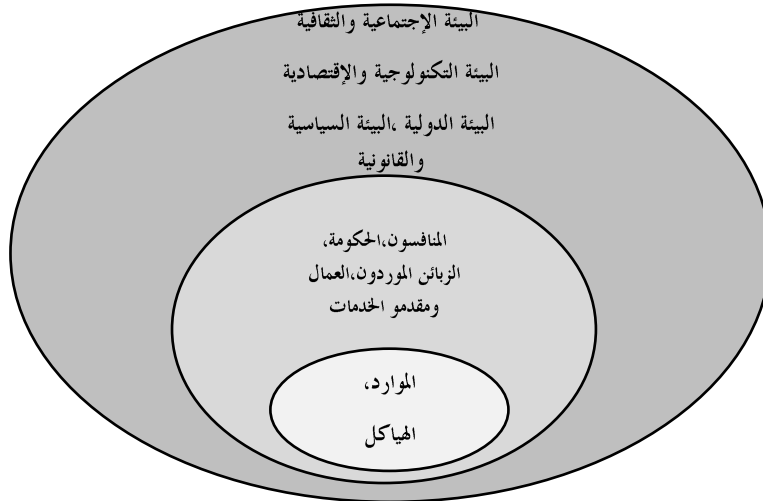 البيئة الإجتماعية والثقافية
البيئة التكنولوجية والإقتصادية
البيئة الدولية ،البيئة السياسية
والقانونية
المنافسون،الحكومة،
الزبائن الموردون،العمال
ومقدمو الخدمات
الموارد،
الهياكل